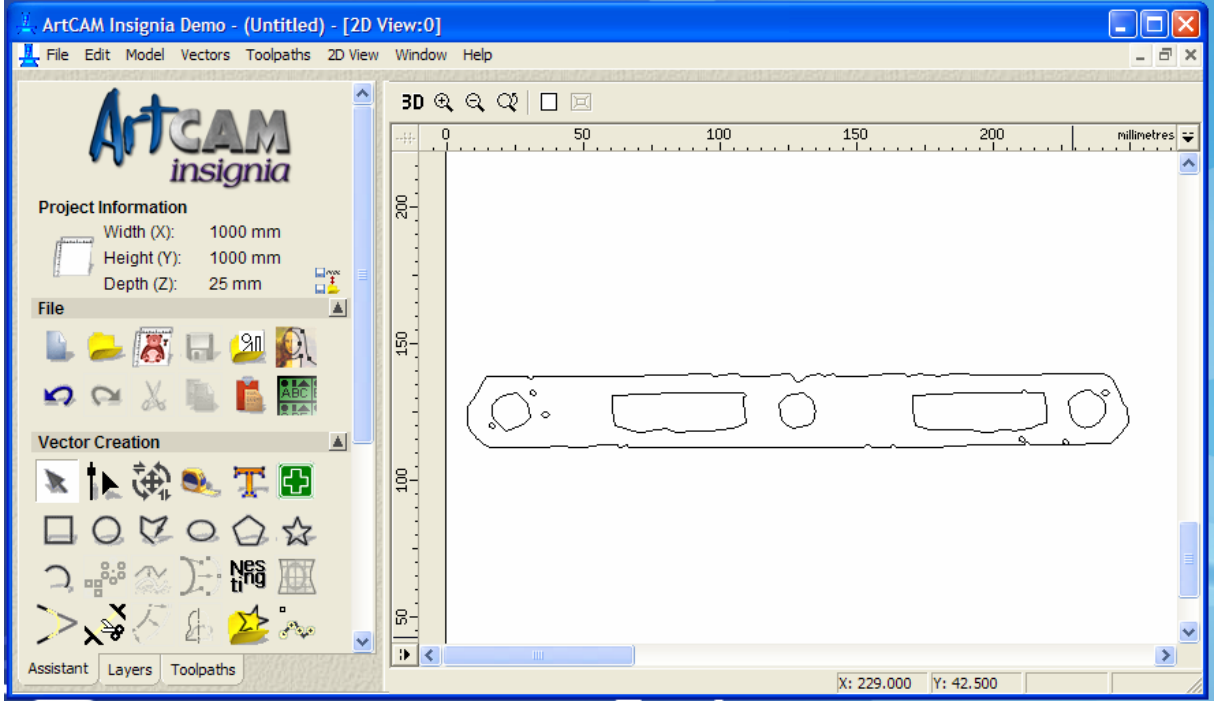 ArtCAM Insignia Demo - (Untitled) - [2D View:0]
File Edit Model Vectors Toolpaths 2D View Window Help
ArtCAM
insignia
Project Information
Width (X): 1000 mm
Height (Y): 1000 mm
Depth (Z): 25 mm
File
ABC
Vector Creation
Nes
ting
Assistant Layers Toolpaths
3D
0 50 100 150 200 millimetres
200
150
100
50
X: 229.000 Y: 42.500